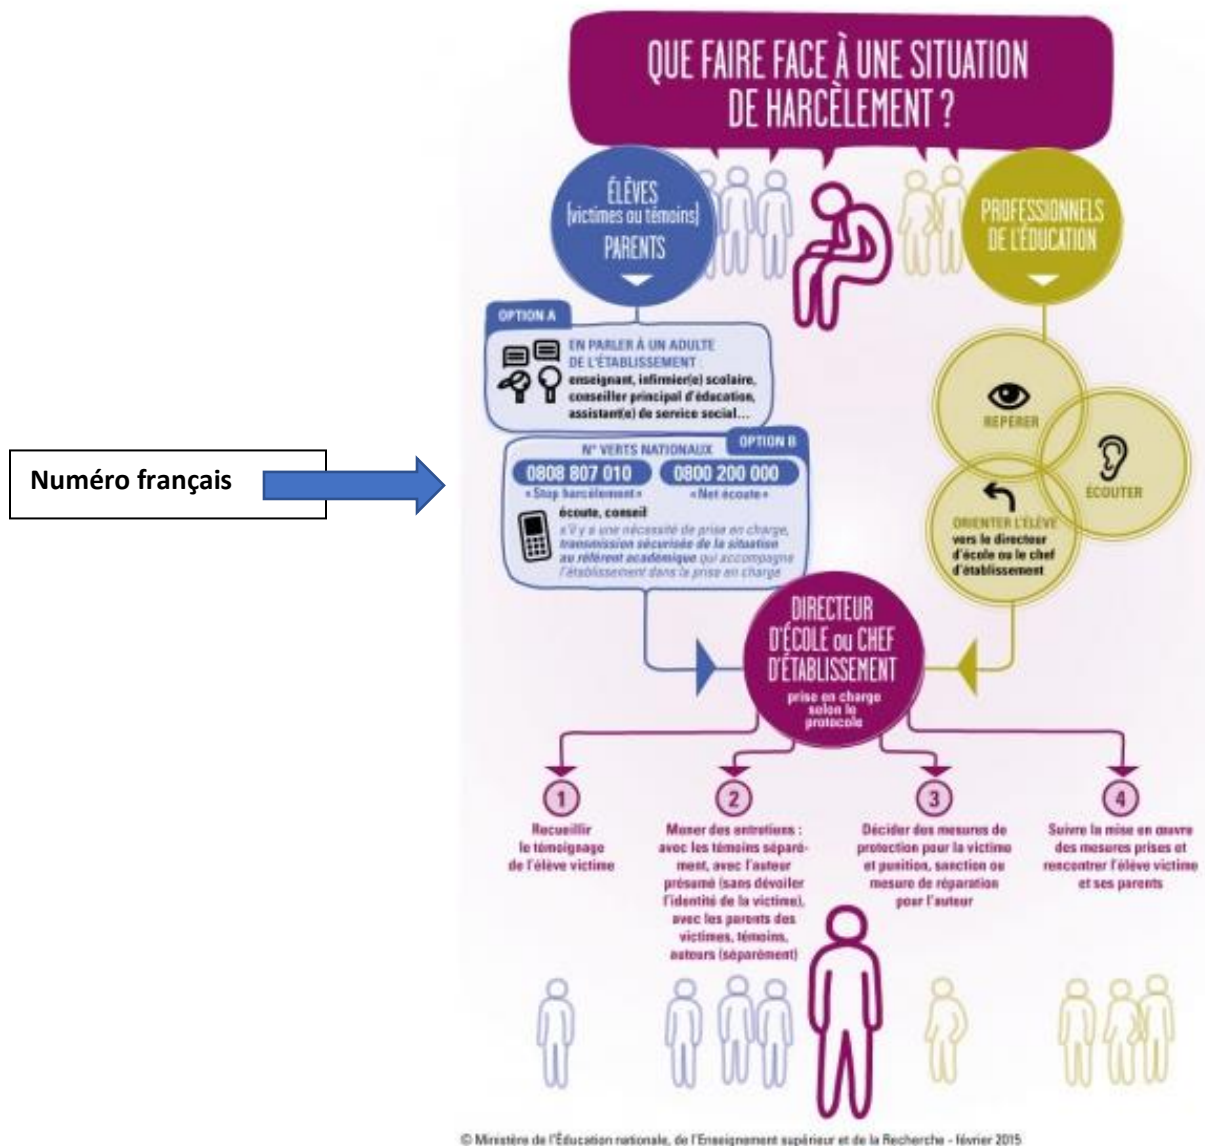 QUE FAIRE FACE À UNE SITUATION
DE HARCÈLEMENT ?
ÉLÈVES
(victimes ou témoins)
PARENTS
PROFESSIONNELS
DE L'ÉDUCATION
OPTION A
EN PARLER À UN ADULTE
DE L'ÉTABLISSEMENT
enseignant, infirmier(e) scolaire,
conseiller principal d'éducation,
assistant(e) de service social...
REPÉRER
ÉCOUTER
ORIENTER L'ÉLÈVE
vers le directeur
d'école ou le chef
d'établissement
Numéro français
OPTION B
N° VERTS NATIONAUX
0808 807 010
0800 200 000
« Stop harcèlement »
« Net écoute »
écoute, conseil
s'il y a une nécessité de prise en charge,
transmission sécurisée de la situation
au référent académique qui accompagne
l'établissement dans la prise en charge
DIRECTEUR
D'ÉCOLE OU CHEF
D'ÉTABLISSEMENT
prise en charge
selon le
protocole
1
Recueillir
le témoignage
de l'élève victime
2
Mener des entretiens :
avec les témoins séparé-
ment, avec l'auteur
présumé (sans dévoiler
l'identité de la victime),
avec les parents des
victimes, témoins,
auteurs (séparément)
3
Décider des mesures de
protection pour la victime
et punition, sanction ou
mesure de réparation
pour l'auteur
4
Suivre la mise en œuvre
des mesures prises et
rencontrer l'élève victime
et ses parents
© Ministère de l'Éducation nationale, de l'Enseignement supérieur et de la Recherche - février 2015